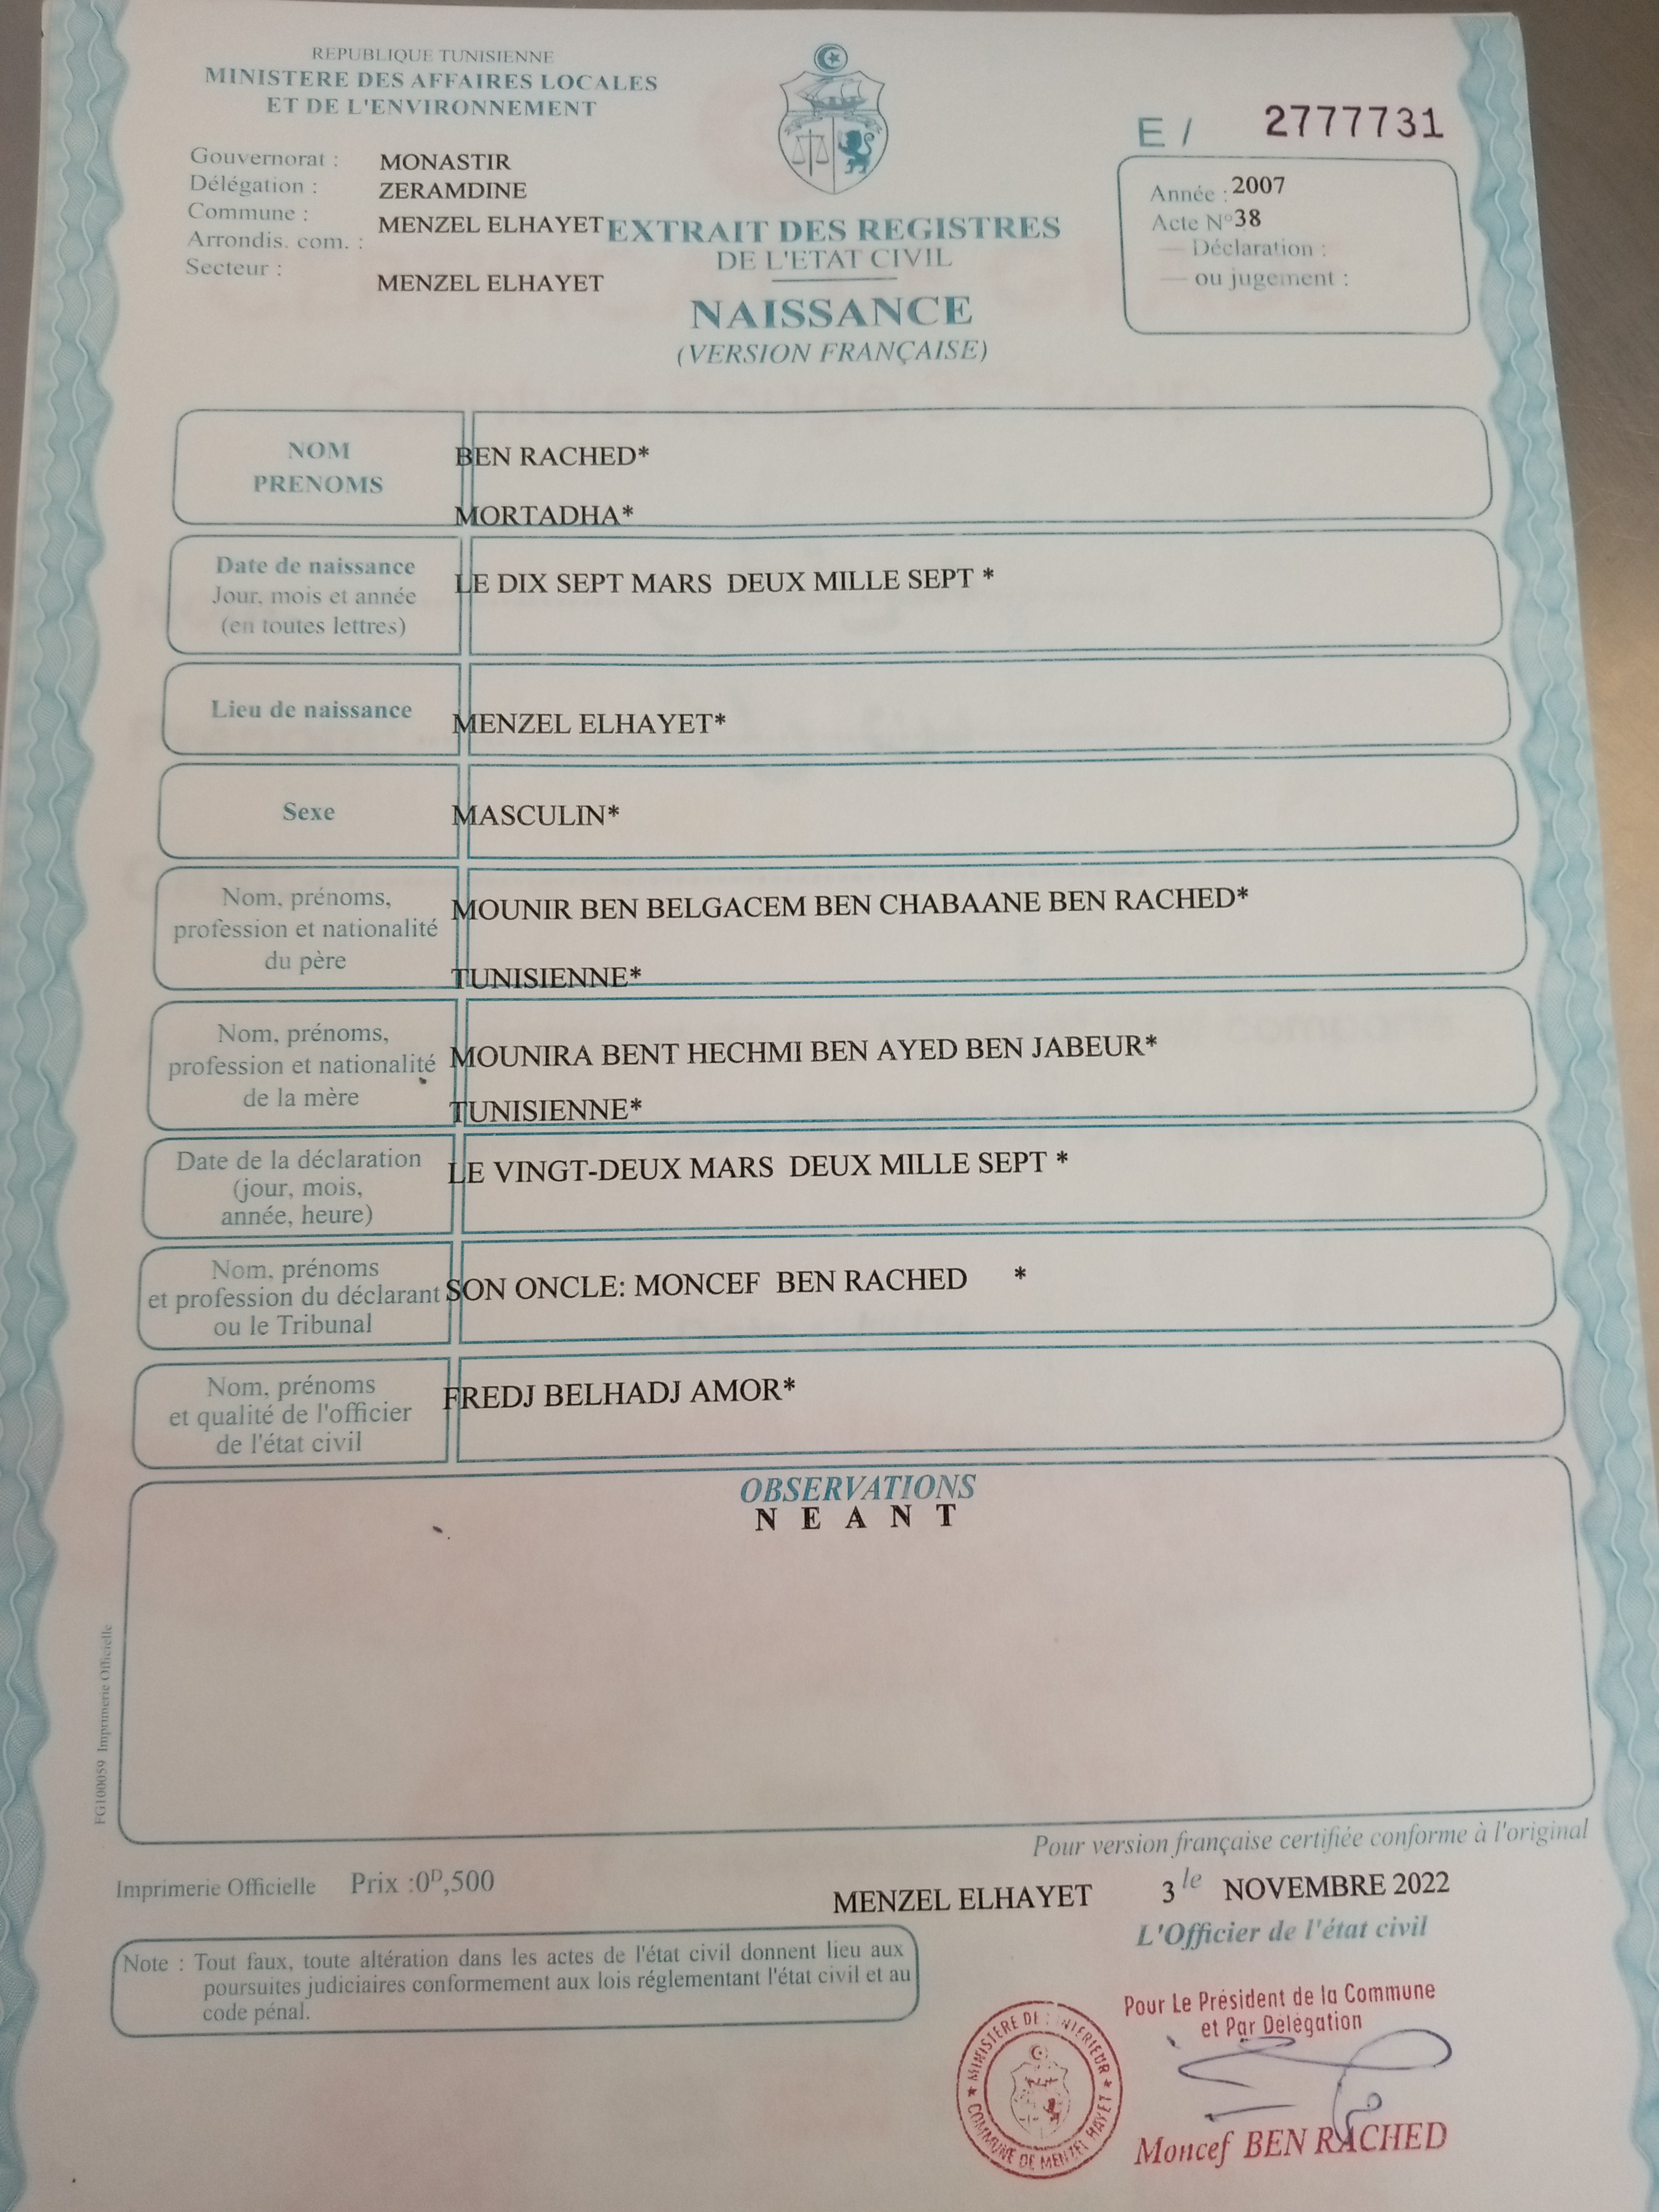 REPUBLIQUE TUNISIENNE
MINISTERE DES AFFAIRES LOCALES
ET DE L'ENVIRONNEMENT
Gouvernorat : MONASTIR
Délégation : ZERAMDINE
Commune : MENZEL ELHAYET
Arrondis. com. :
Secteur : MENZEL ELHAYET
E / 2777731
Année : 2007
Acte N° 38
— Déclaration :
— ou jugement :
EXTRAIT DES REGISTRES
DE L'ETAT CIVIL
NAISSANCE
(VERSION FRANÇAISE)
NOM BEN RACHED*
PRENOMS MORTADHA*
Date de naissance
Jour, mois et année
(en toutes lettres)
LE DIX SEPT MARS DEUX MILLE SEPT *
Lieu de naissance MENZEL ELHAYET*
Sexe MASCULIN*
Nom, prénoms,
profession et nationalité
du père
MOUNIR BEN BELGACEM BEN CHABAANE BEN RACHED*
TUNISIENNE*
Nom, prénoms,
profession et nationalité
de la mère
MOUNIRA BENT HECHMI BEN AYED BEN JABEUR*
TUNISIENNE*
Date de la déclaration
(jour, mois,
année, heure)
LE VINGT-DEUX MARS DEUX MILLE SEPT *
Nom, prénoms
et profession du déclarant
ou le Tribunal
SON ONCLE: MONCEF BEN RACHED *
Nom, prénoms
et qualité de l'officier
de l'état civil
FREDJ BELHADJ AMOR*
OBSERVATIONS
N E A N T
FG100059 Imprimerie Officielle
Pour version française certifiée conforme à l'original
Imprimerie Officielle Prix :0ᴰ,500
MENZEL ELHAYET 3 le NOVEMBRE 2022
L'Officier de l'état civil
Note : Tout faux, toute altération dans les actes de l'état civil donnent lieu aux
poursuites judiciaires conformement aux lois réglementant l'état civil et au
code pénal.
Pour Le Président de la Commune
et Par Délégation
MINISTERE DE L'INTERIEUR
COMMUNE DE MENZEL HAYET
Moncef BEN RACHED